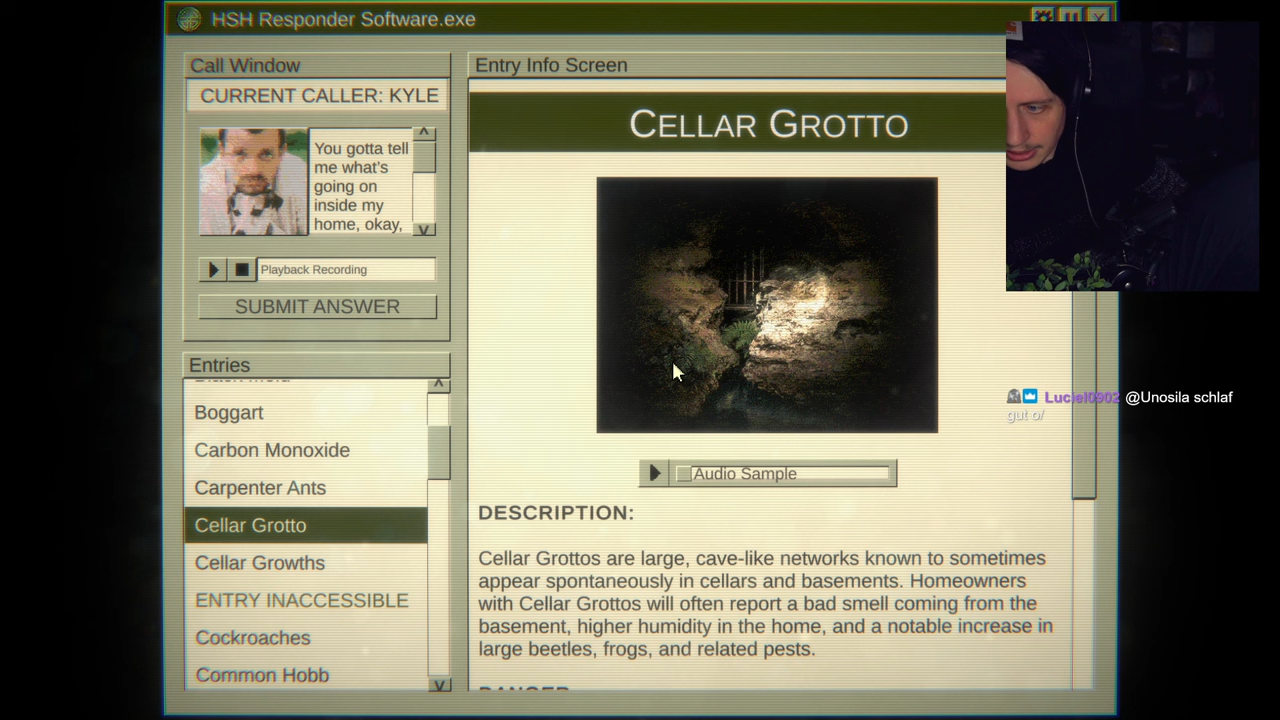 HSH Responder Software.exe
Call Window
CURRENT CALLER: KYLE
You gotta tell
me what's
going on
inside my
home, okay,
Playback Recording
SUBMIT ANSWER
Entries
Boggart
Carbon Monoxide
Carpenter Ants
Cellar Grotto
Cellar Growths
ENTRY INACCESSIBLE
Cockroaches
Common Hobb
Entry Info Screen
CELLAR GROTTO
Audio Sample
DESCRIPTION:
Cellar Grottos are large, cave-like networks known to sometimes
appear spontaneously in cellars and basements. Homeowners
with Cellar Grottos will often report a bad smell coming from the
basement, higher humidity in the home, and a notable increase in
large beetles, frogs, and related pests.
Luciel0902 @Unosila schlaf
gut o/